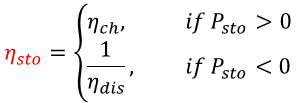 η_sto = { η_ch, if P_sto > 0
1/η_dis, if P_sto < 0